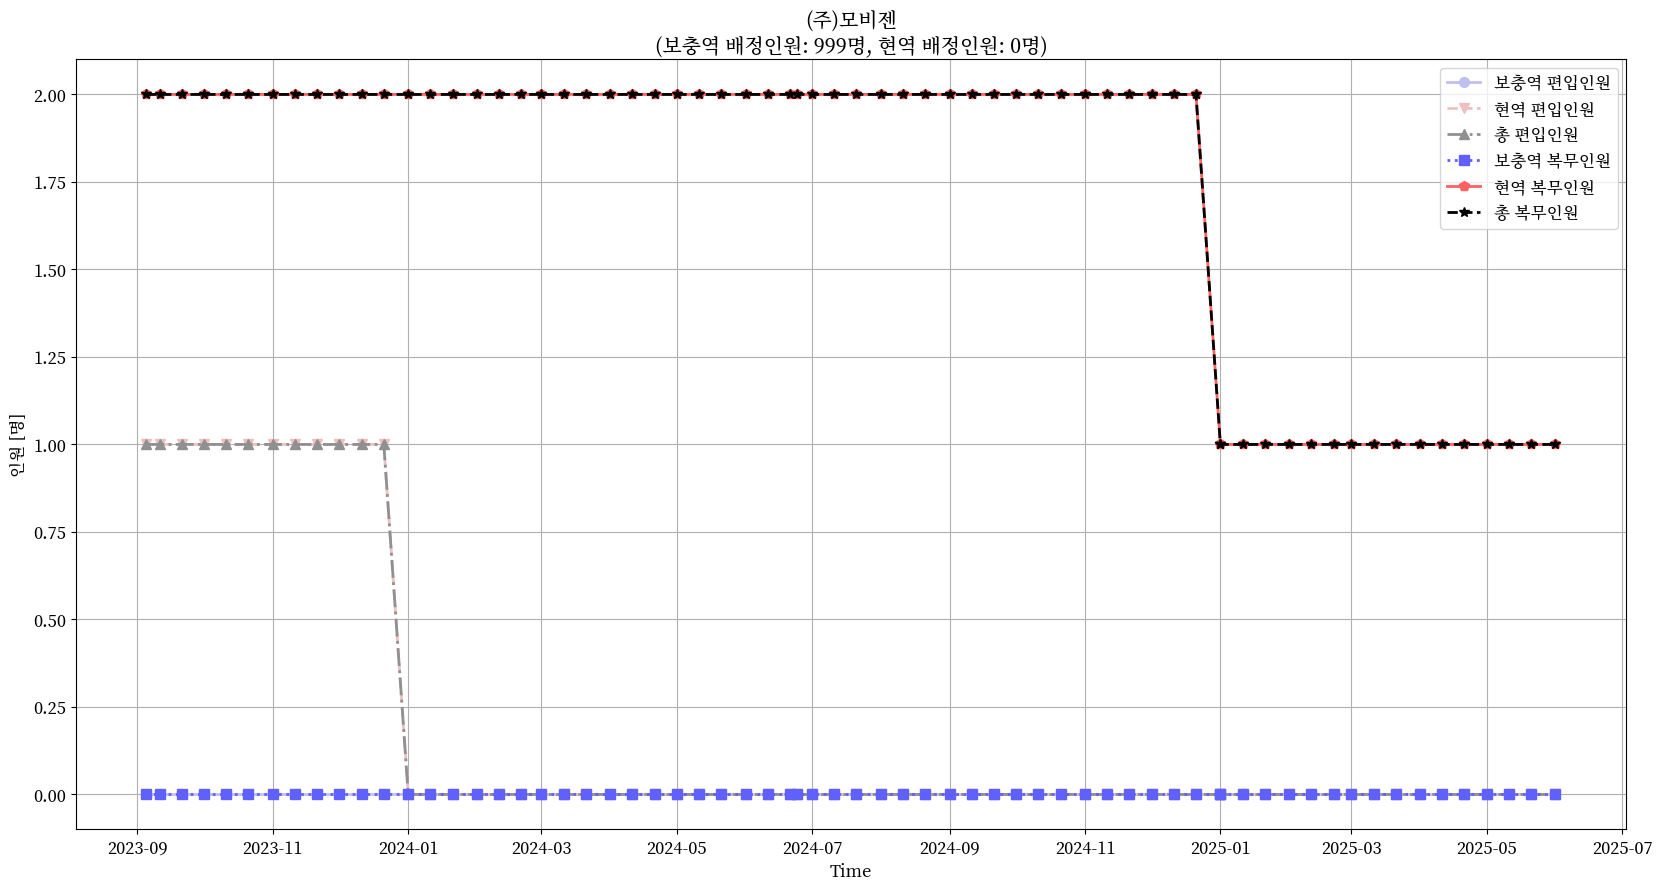 (주)모비젠
(보충역 배정인원: 999명, 현역 배정인원: 0명)
보충역 편입인원
현역 편입인원
총 편입인원
보충역 복무인원
현역 복무인원
총 복무인원
인원 [명]
2.00
1.75
1.50
1.25
1.00
0.75
0.50
0.25
0.00
2023-09 2023-11 2024-01 2024-03 2024-05 2024-07 2024-09 2024-11 2025-01 2025-03 2025-05 2025-07
Time